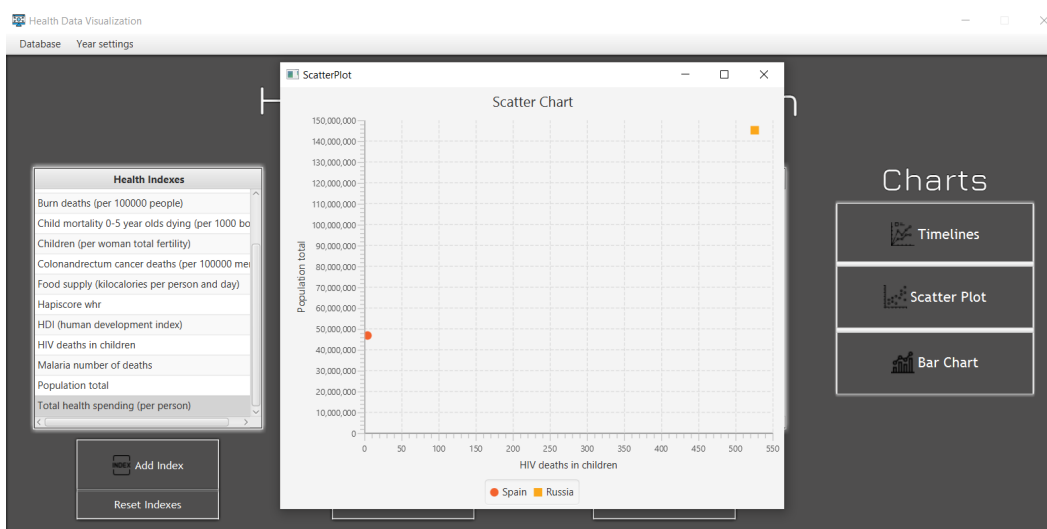 Health Data Visualization
Database Year settings
ScatterPlot
Scatter Chart
150,000,000
140,000,000
130,000,000
120,000,000
110,000,000
100,000,000
90,000,000
80,000,000
70,000,000
60,000,000
50,000,000
40,000,000
30,000,000
20,000,000
10,000,000
0
Population total
0 50 100 150 200 250 300 350 400 450 500 550
HIV deaths in children
Spain Russia
Health Indexes
Burn deaths (per 100000 people)
Child mortality 0-5 year olds dying (per 1000 bo
Children (per woman total fertility)
Colonandrectum cancer deaths (per 100000 me
Food supply (kilocalories per person and day)
Hapiscore whr
HDI (human development index)
HIV deaths in children
Malaria number of deaths
Population total
Total health spending (per person)
INDEX Add Index
Reset Indexes
Charts
Timelines
Scatter Plot
Bar Chart